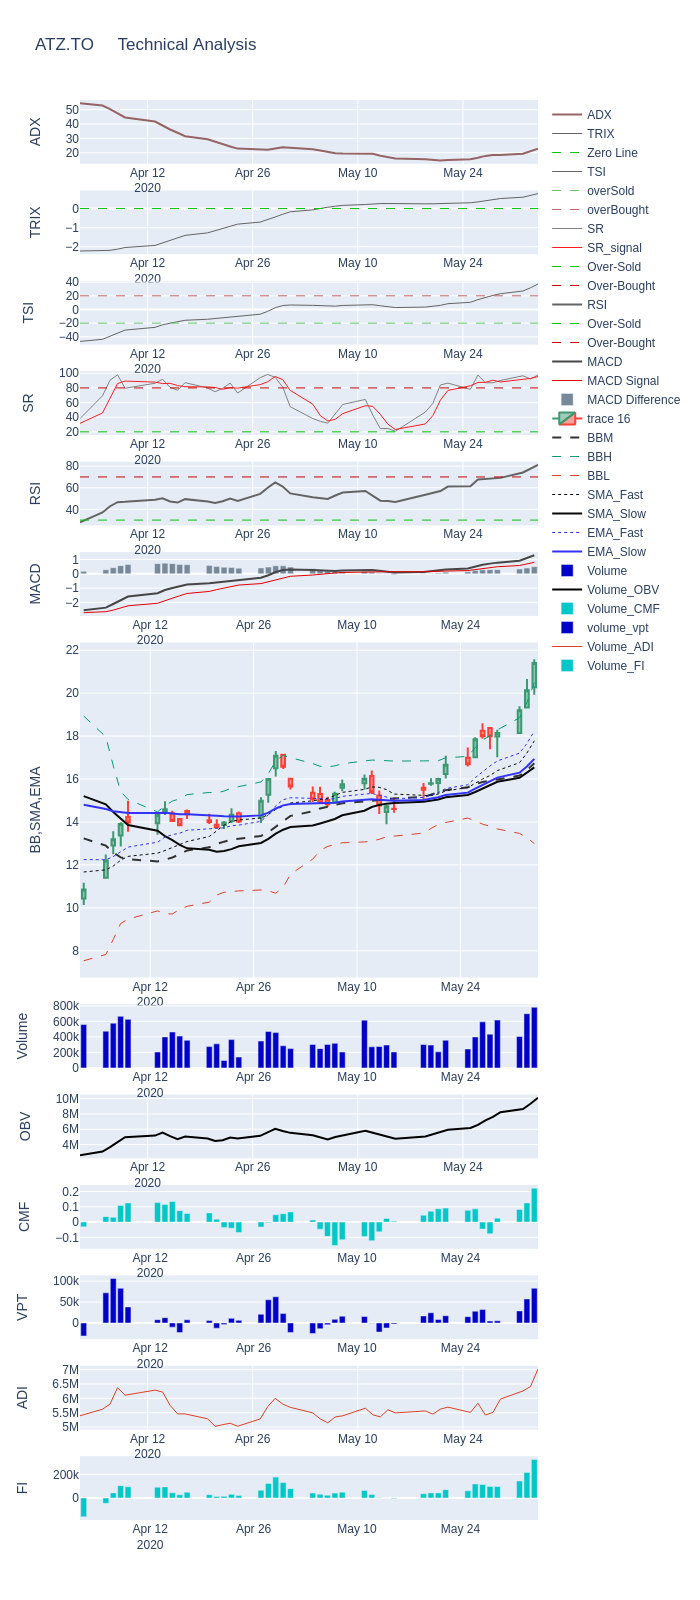 ATZ.TO Technical Analysis
ADX
50
40
30
20
Apr 12
2020
Apr 26
May 10
May 24
TRIX
0
−1
−2
Apr 12
2020
Apr 26
May 10
May 24
TSI
40
20
0
−20
−40
Apr 12
2020
Apr 26
May 10
May 24
SR
100
80
60
40
20
Apr 12
2020
Apr 26
May 10
May 24
RSI
80
60
40
Apr 12
2020
Apr 26
May 10
May 24
MACD
1
0
−1
−2
Apr 12
2020
Apr 26
May 10
May 24
BB,SMA,EMA
22
20
18
16
14
12
10
8
Apr 12
2020
Apr 26
May 10
May 24
Volume
800k
600k
400k
200k
0
Apr 12
2020
Apr 26
May 10
May 24
OBV
10M
8M
6M
4M
Apr 12
2020
Apr 26
May 10
May 24
CMF
0.2
0.1
0
−0.1
Apr 12
2020
Apr 26
May 10
May 24
VPT
100k
50k
0
Apr 12
2020
Apr 26
May 10
May 24
ADI
7M
6.5M
6M
5.5M
5M
Apr 12
2020
Apr 26
May 10
May 24
FI
200k
0
Apr 12
2020
Apr 26
May 10
May 24
ADX
TRIX
Zero Line
TSI
overSold
overBought
SR
SR_signal
Over-Sold
Over-Bought
RSI
Over-Sold
Over-Bought
MACD
MACD Signal
MACD Difference
trace 16
BBM
BBH
BBL
SMA_Fast
SMA_Slow
EMA_Fast
EMA_Slow
Volume
Volume_OBV
Volume_CMF
volume_vpt
Volume_ADI
Volume_FI